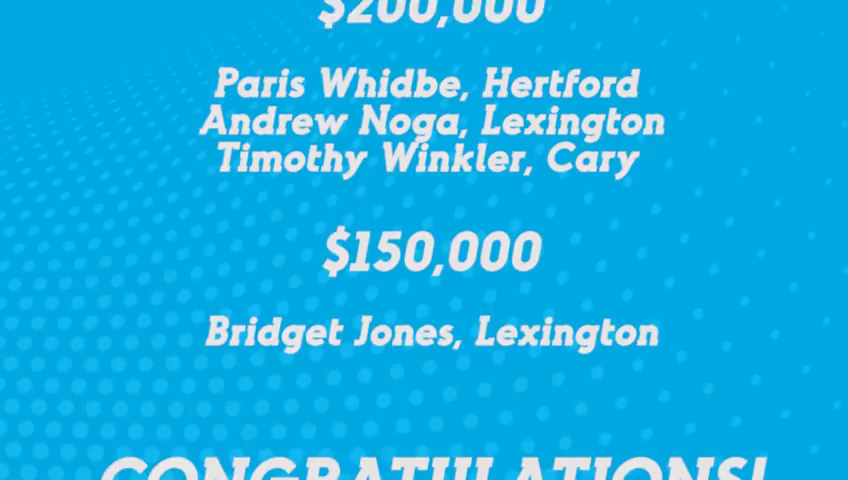 $200,000
Paris Whidbe, Hertford
Andrew Noga, Lexington
Timothy Winkler, Cary
$150,000
Bridget Jones, Lexington
CONGRATULATIONS!